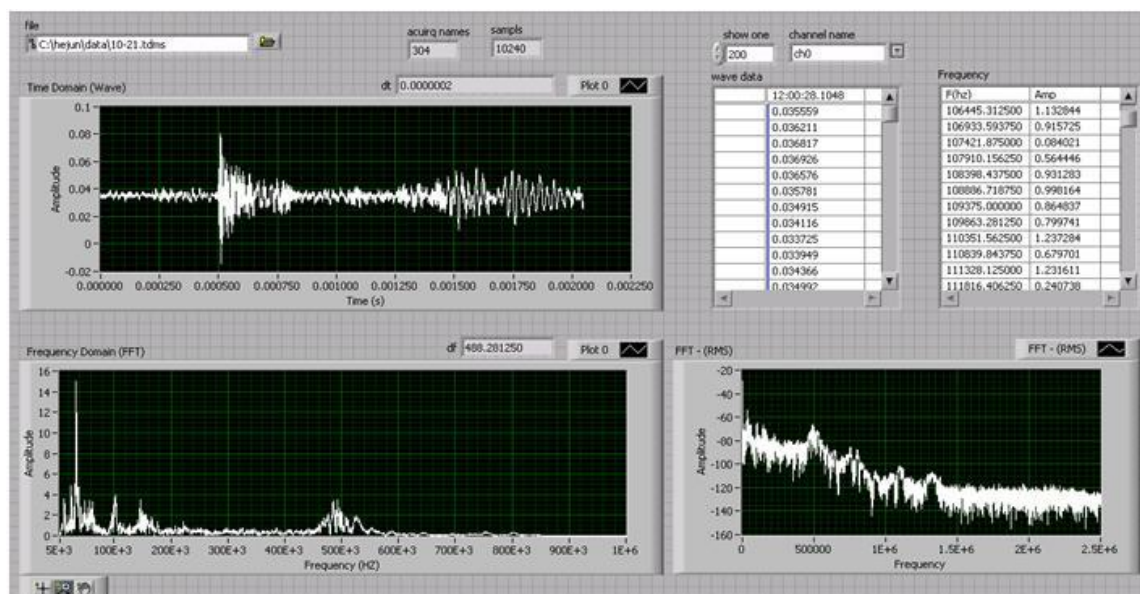 file
C:\hejun\data\10-21.tdms
acuirq names
304
sampls
10240
show one
200
channel name
ch0
Time Domain (Wave)
dt 0.0000002
Plot 0
Amplitude
0.1
0.08
0.06
0.04
0.02
0
-0.02
0.000000 0.000250 0.000500 0.000750 0.001000 0.001250 0.001500 0.001750 0.002000 0.002250
Time (s)
wave data
12:00:28.1048
0.035559
0.036211
0.036817
0.036926
0.036576
0.035781
0.034915
0.034116
0.033725
0.033949
0.034366
0.034992
Frequency
F(hz) Amp
106445.312500 1.132844
106933.593750 0.915725
107421.875000 0.084021
107910.156250 0.564446
108398.437500 0.931283
108886.718750 0.998164
109375.000000 0.864837
109863.281250 0.799741
110351.562500 1.237284
110839.843750 0.679701
111328.125000 1.231611
111816.406250 0.240738
Frequency Domain (FFT)
df 488.281250
Plot 0
Amplitude
16
14
12
10
8
6
4
2
0
5E+3 100E+3 200E+3 300E+3 400E+3 500E+3 600E+3 700E+3 800E+3 900E+3 1E+6
Frequency (HZ)
FFT - (RMS)
FFT - (RMS)
Amplitude
-20
-40
-60
-80
-100
-120
-140
-160
0 500000 1E+6 1.5E+6 2E+6 2.5E+6
Frequency